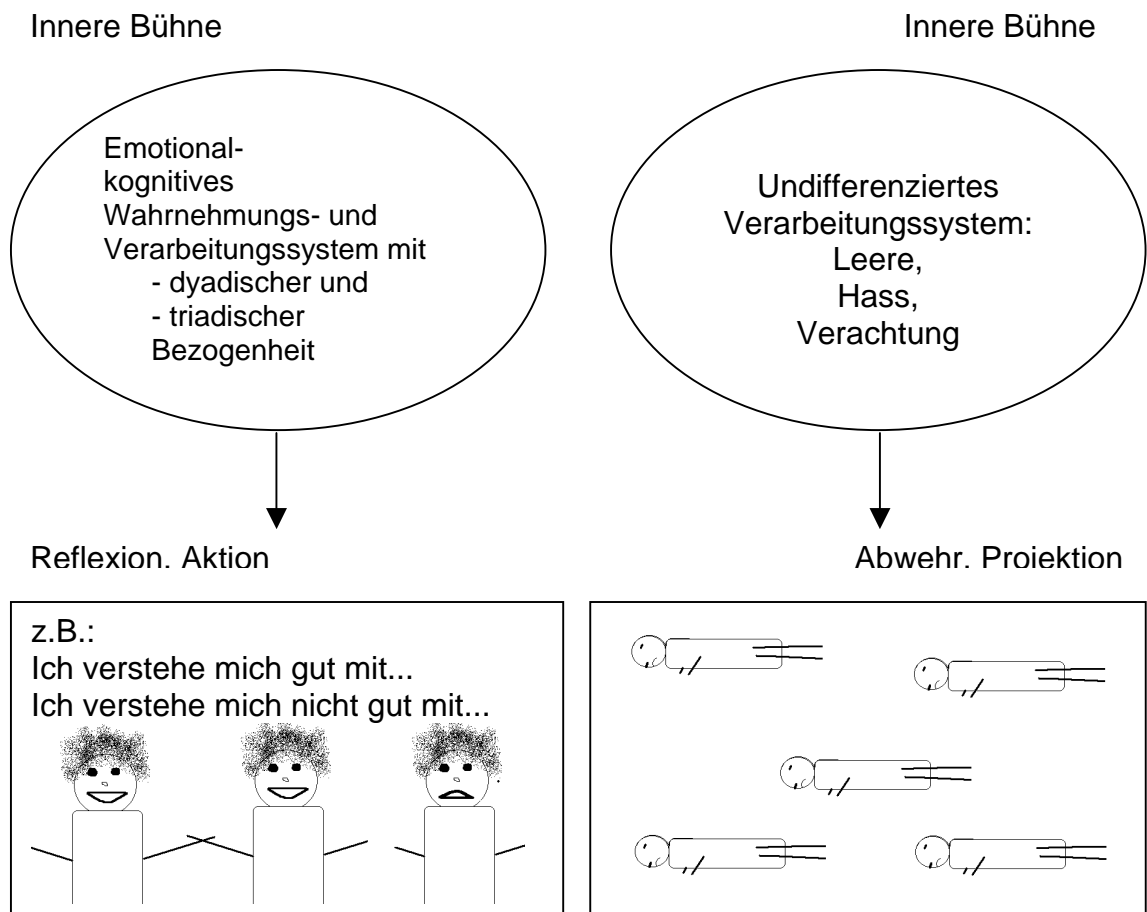 Innere Bühne
Emotional-
kognitives
Wahrnehmungs- und
Verarbeitungssystem mit
- dyadischer und
- triadischer
Bezogenheit
Reflexion, Aktion
z.B.:
Ich verstehe mich gut mit...
Ich verstehe mich nicht gut mit...
Innere Bühne
Undifferenziertes
Verarbeitungssystem:
Leere,
Hass,
Verachtung
Abwehr, Projektion